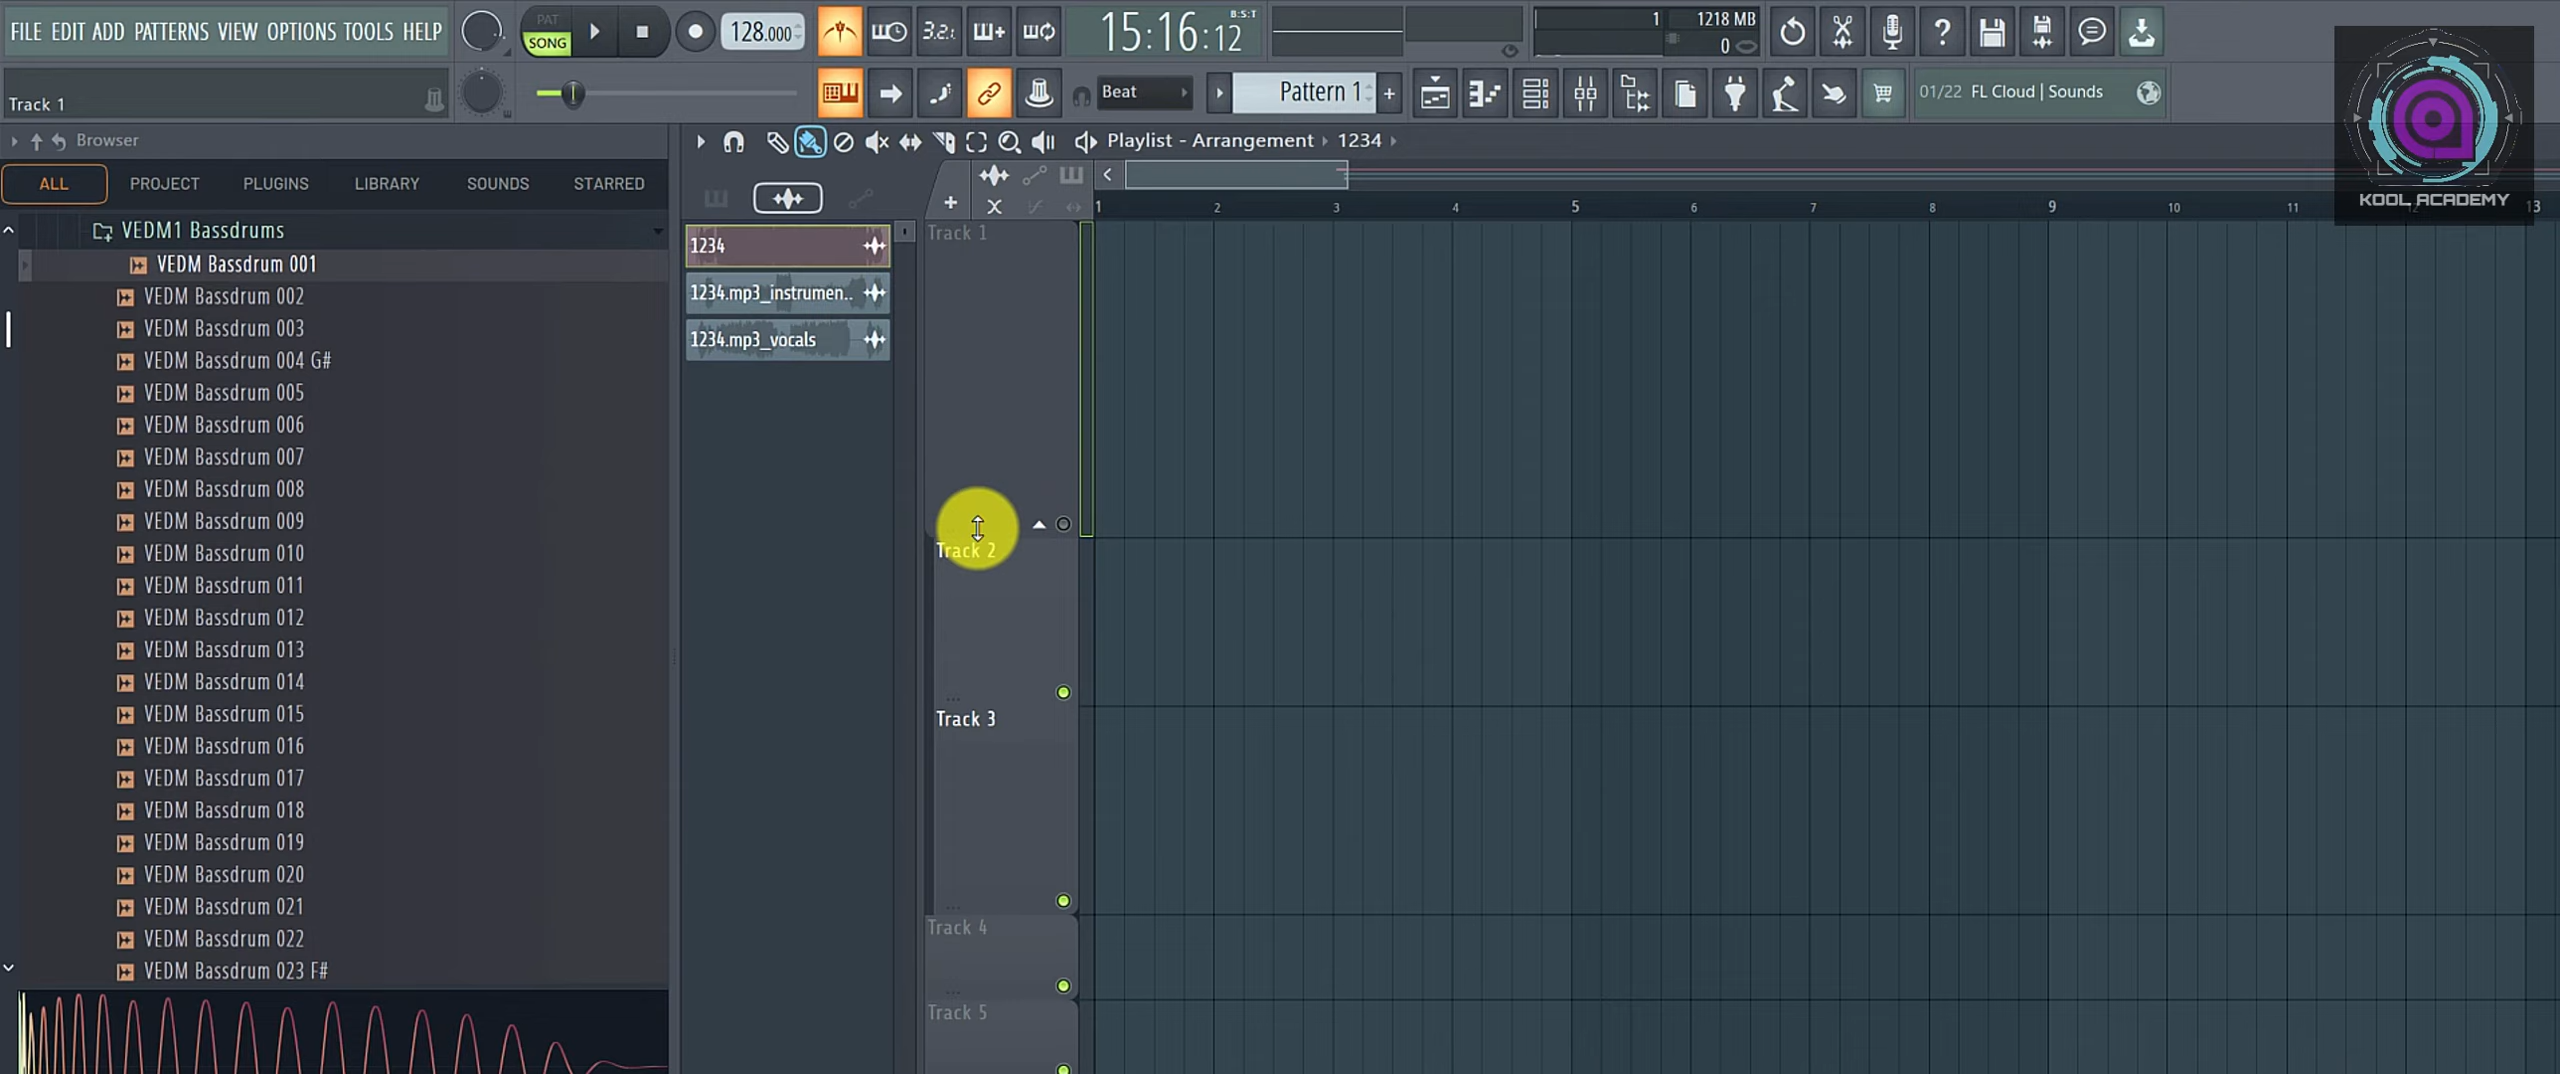 FILE EDIT ADD PATTERNS VIEW OPTIONS TOOLS HELP
PAT
SONG
128.000
3.2.1
15:16:12
B:S:T
1
1218 MB
0
Track 1
Beat
Pattern 1
+
01/22 FL Cloud | Sounds
KOOL ACADEMY
Browser
Playlist - Arrangement 1234
ALL PROJECT PLUGINS LIBRARY SOUNDS STARRED
1 2 3 4 5 6 7 8 9 10 11 12 13
VEDM1 Bassdrums
VEDM Bassdrum 001
VEDM Bassdrum 002
VEDM Bassdrum 003
VEDM Bassdrum 004 G#
VEDM Bassdrum 005
VEDM Bassdrum 006
VEDM Bassdrum 007
VEDM Bassdrum 008
VEDM Bassdrum 009
VEDM Bassdrum 010
VEDM Bassdrum 011
VEDM Bassdrum 012
VEDM Bassdrum 013
VEDM Bassdrum 014
VEDM Bassdrum 015
VEDM Bassdrum 016
VEDM Bassdrum 017
VEDM Bassdrum 018
VEDM Bassdrum 019
VEDM Bassdrum 020
VEDM Bassdrum 021
VEDM Bassdrum 022
VEDM Bassdrum 023 F#
1234
1234.mp3_instrumen..
1234.mp3_vocals
Track 1
Track 2
Track 3
Track 4
Track 5